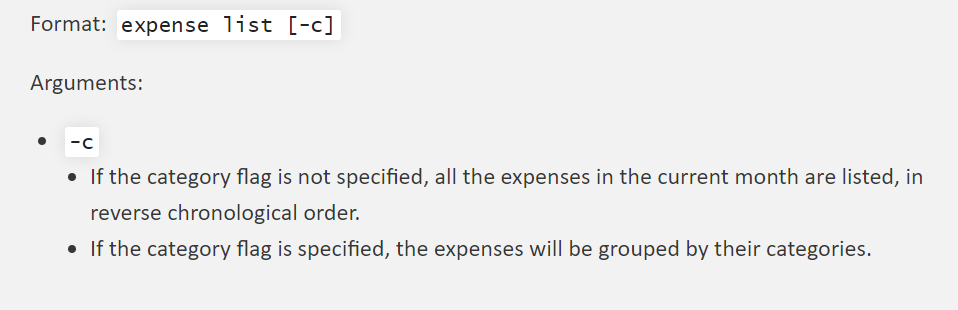 Format: expense list [-c]
Arguments:
• -c
• If the category flag is not specified, all the expenses in the current month are listed, in
reverse chronological order.
• If the category flag is specified, the expenses will be grouped by their categories.